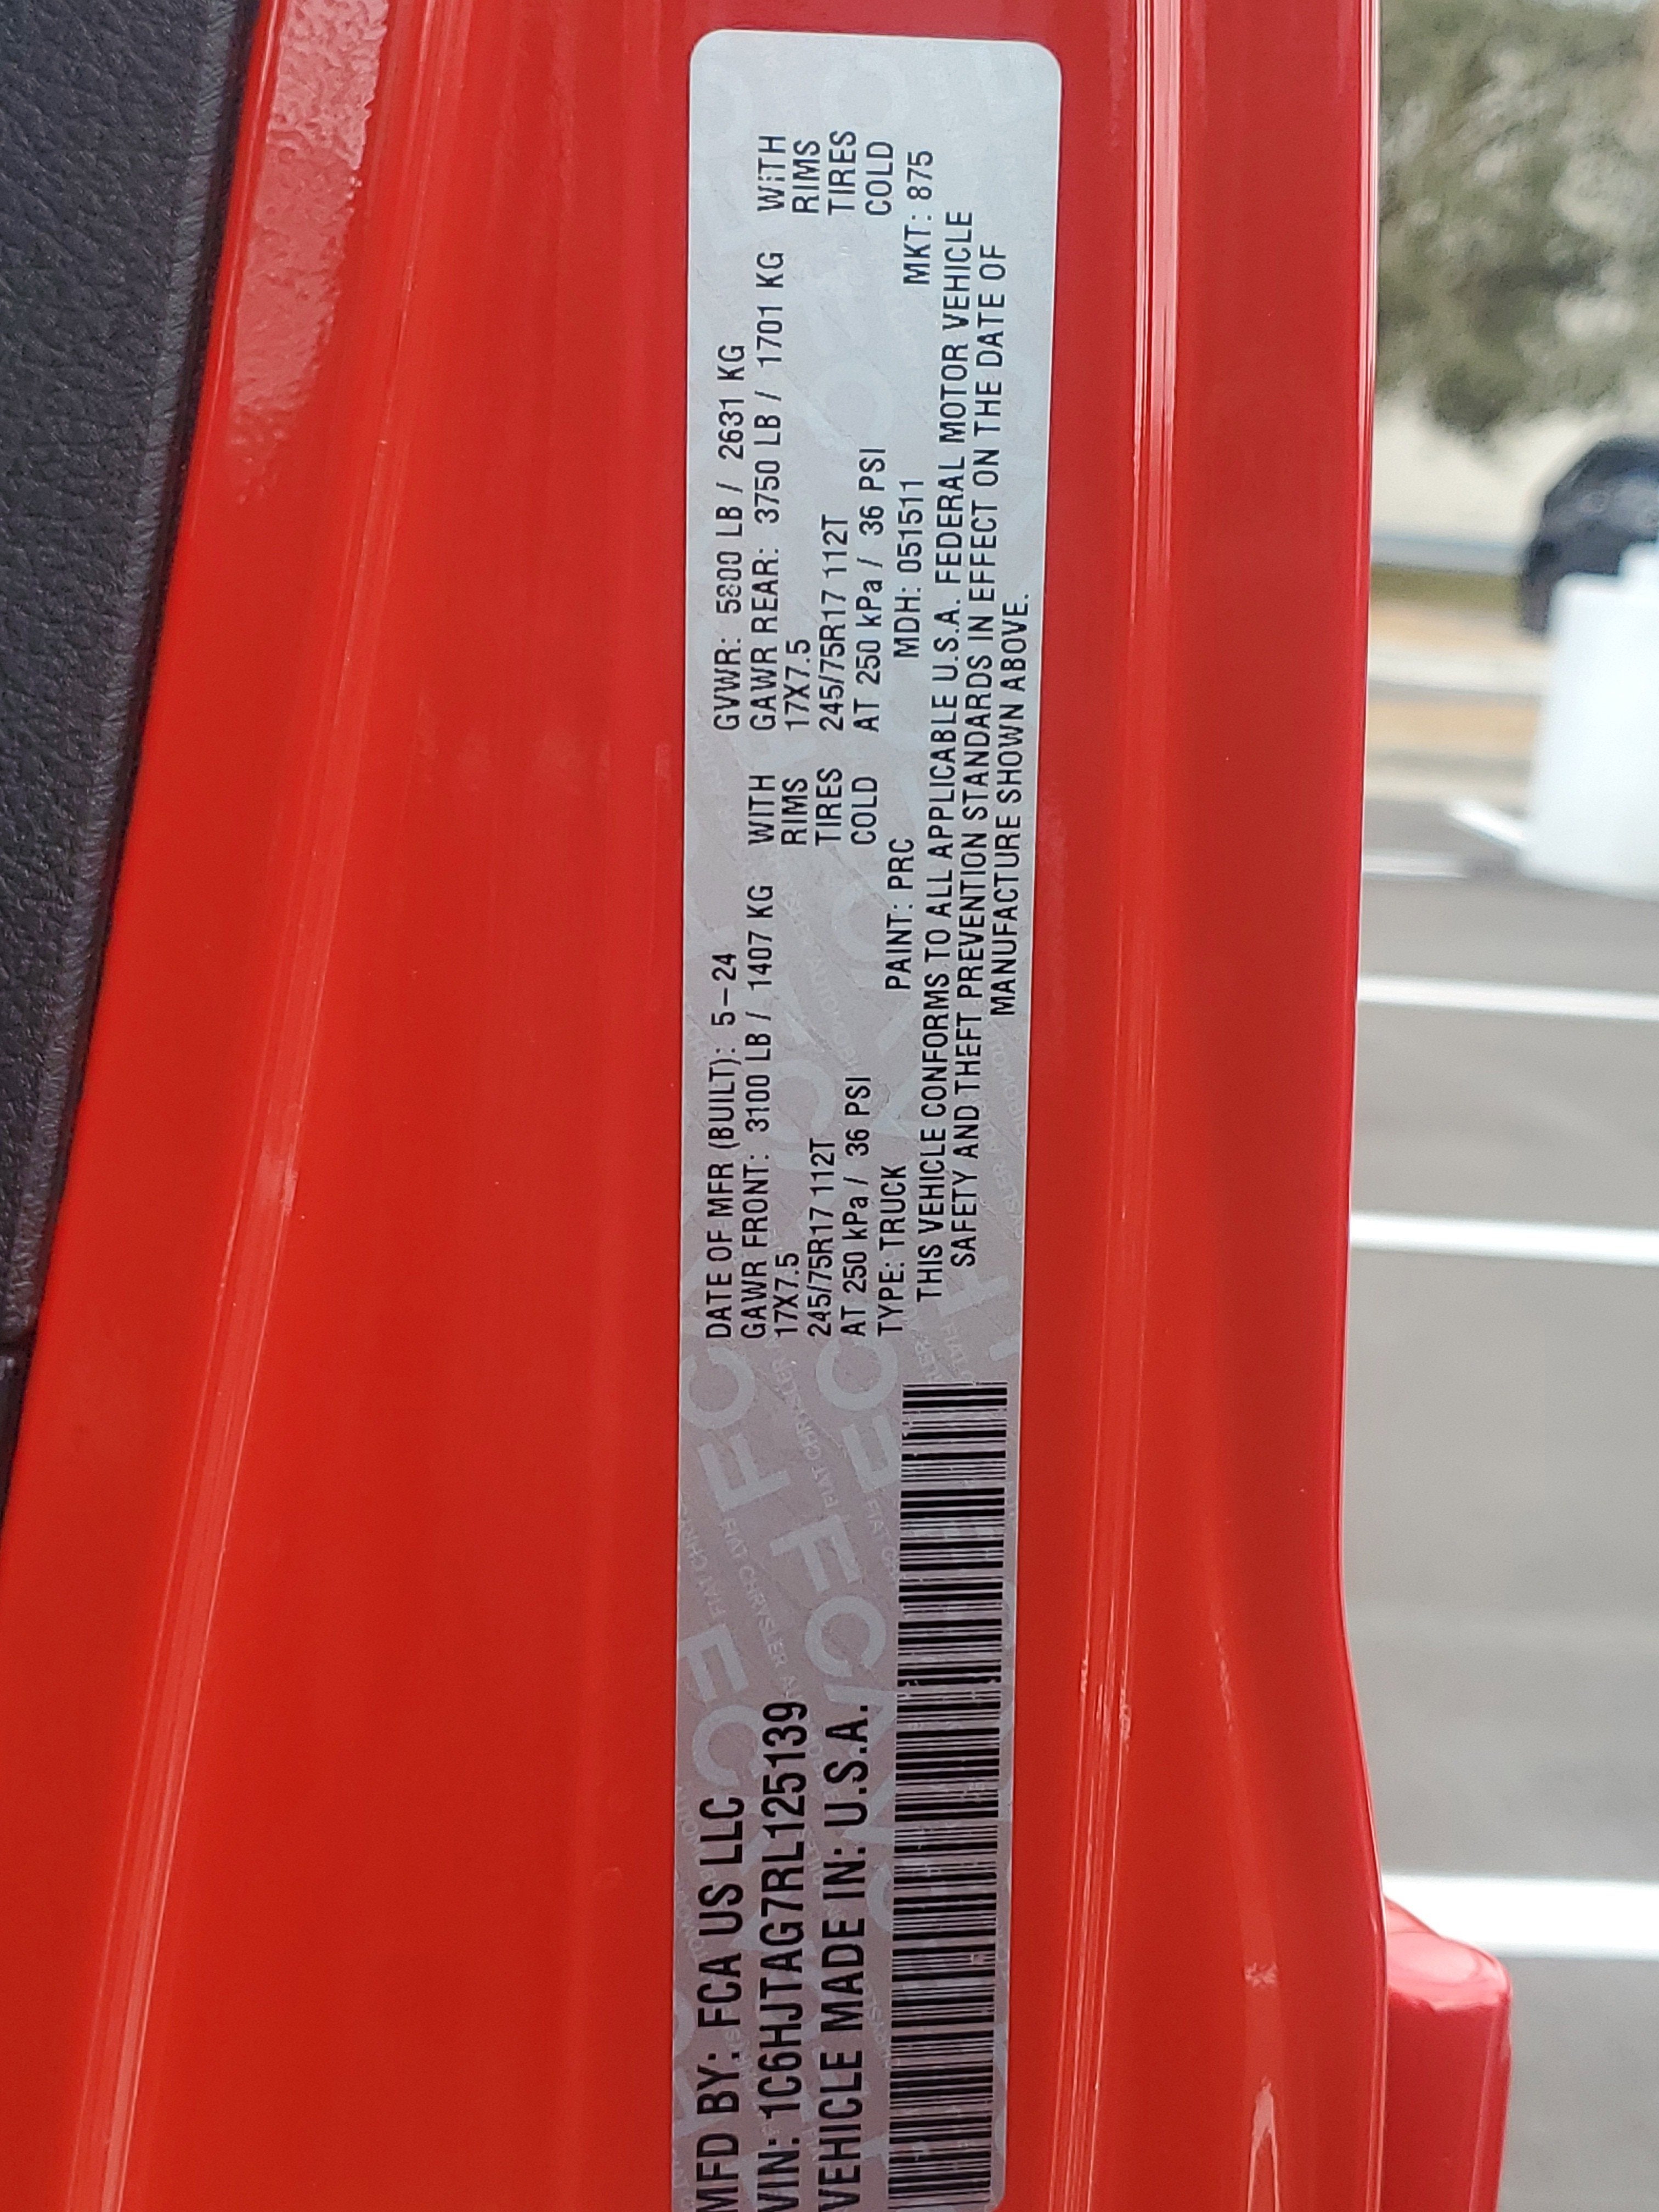 MFD BY: FCA US LLC
VIN: 1C6HJTAG7RL125139
VEHICLE MADE IN: U.S.A.
DATE OF MFR (BUILT): 5-24 GVWR: 5800 LB / 2631 KG
GAWR FRONT: 3100 LB / 1407 KG WITH GAWR REAR: 3750 LB / 1701 KG WITH
17X7.5 RIMS 17X7.5 RIMS
245/75R17 112T TIRES 245/75R17 112T TIRES
AT 250 kPa / 36 PSI COLD AT 250 kPa / 36 PSI COLD
TYPE: TRUCK PAINT: PRC MDH: 051511 MKT: 875
THIS VEHICLE CONFORMS TO ALL APPLICABLE U.S.A. FEDERAL MOTOR VEHICLE
SAFETY AND THEFT PREVENTION STANDARDS IN EFFECT ON THE DATE OF
MANUFACTURE SHOWN ABOVE.